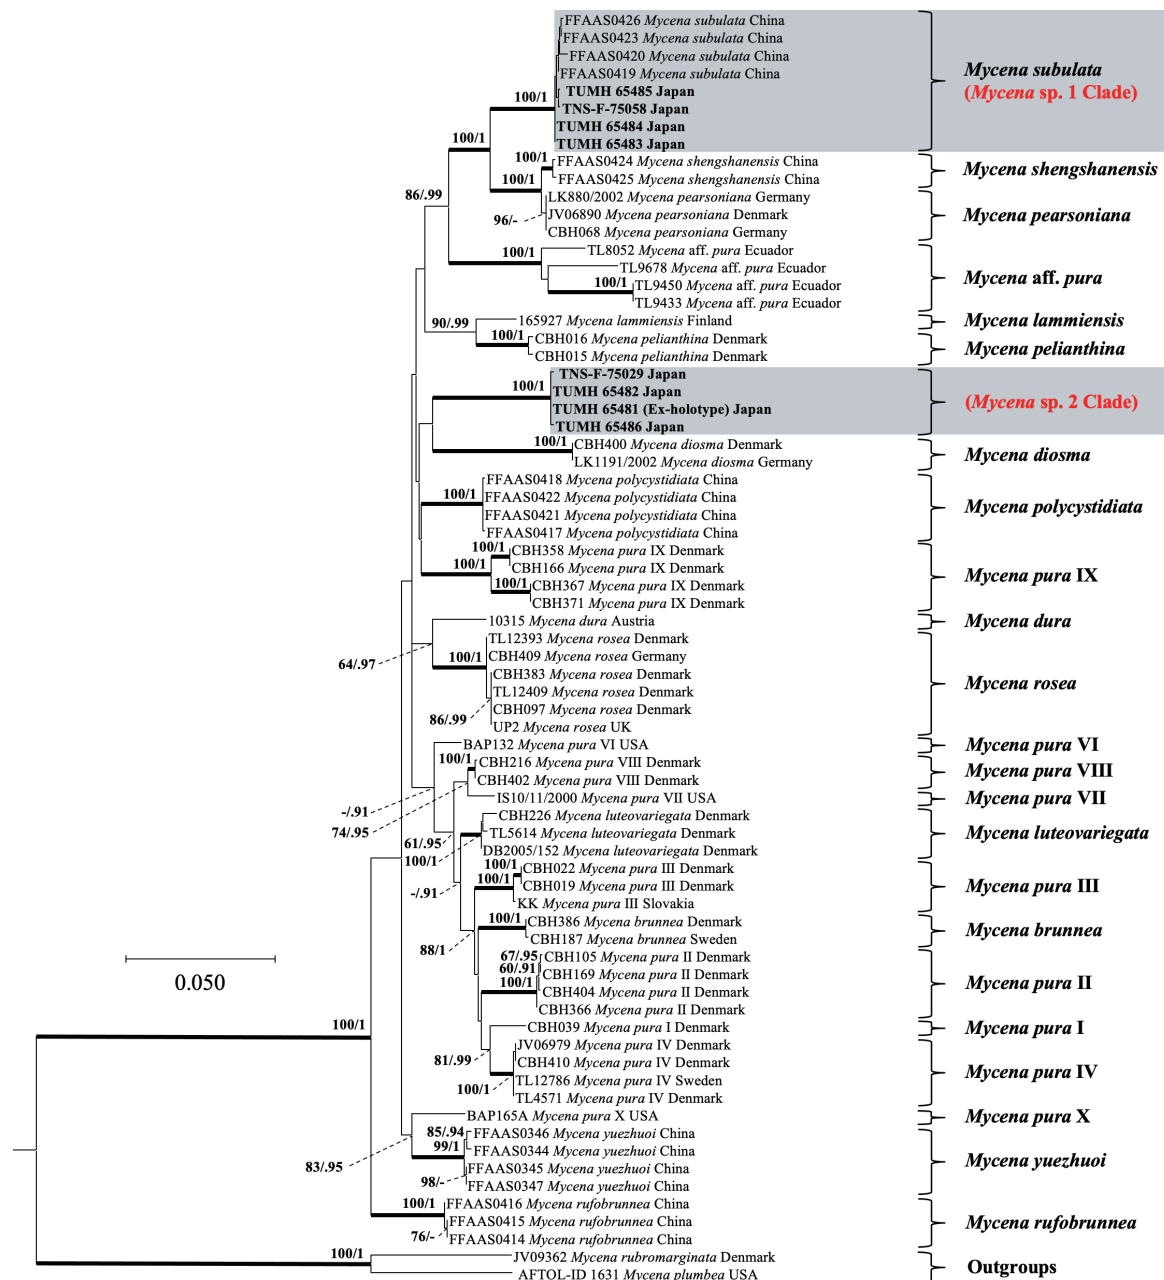 FFAAS0426 Mycena subulata China
FFAAS0423 Mycena subulata China
FFAAS0420 Mycena subulata China
FFAAS0419 Mycena subulata China
TUMH 65485 Japan
100/1
TNS-F-75058 Japan
TUMH 65484 Japan
TUMH 65483 Japan
Mycena subulata
(Mycena sp. 1 Clade)
100/1
100/1
FFAAS0424 Mycena shengshanensis China
FFAAS0425 Mycena shengshanensis China
Mycena shengshanensis
100/1
86/.99
LK880/2002 Mycena pearsoniana Germany
JV06890 Mycena pearsoniana Denmark
CBH068 Mycena pearsoniana Germany
Mycena pearsoniana
96/-
100/1
TL8052 Mycena aff. pura Ecuador
TL9678 Mycena aff. pura Ecuador
100/1
TL9450 Mycena aff. pura Ecuador
TL9433 Mycena aff. pura Ecuador
Mycena aff. pura
90/.99
165927 Mycena lammiensis Finland
Mycena lammiensis
100/1
CBH016 Mycena pelianthina Denmark
CBH015 Mycena pelianthina Denmark
Mycena pelianthina
100/1
TNS-F-75029 Japan
TUMH 65482 Japan
TUMH 65481 (Ex-holotype) Japan
TUMH 65486 Japan
(Mycena sp. 2 Clade)
100/1
CBH400 Mycena diosma Denmark
LK1191/2002 Mycena diosma Germany
Mycena diosma
100/1
FFAAS0418 Mycena polycystidiata China
FFAAS0422 Mycena polycystidiata China
FFAAS0421 Mycena polycystidiata China
FFAAS0417 Mycena polycystidiata China
Mycena polycystidiata
100/1
100/1
CBH358 Mycena pura IX Denmark
CBH166 Mycena pura IX Denmark
100/1
CBH367 Mycena pura IX Denmark
CBH371 Mycena pura IX Denmark
Mycena pura IX
10315 Mycena dura Austria
Mycena dura
64/.97
100/1
TL12393 Mycena rosea Denmark
CBH409 Mycena rosea Germany
CBH383 Mycena rosea Denmark
TL12409 Mycena rosea Denmark
CBH097 Mycena rosea Denmark
UP2 Mycena rosea UK
Mycena rosea
86/.99
BAP132 Mycena pura VI USA
Mycena pura VI
100/1
CBH216 Mycena pura VIII Denmark
CBH402 Mycena pura VIII Denmark
Mycena pura VIII
IS10/11/2000 Mycena pura VII USA
Mycena pura VII
-/.91
74/.95
61/.95
100/1
CBH226 Mycena luteovariegata Denmark
TL5614 Mycena luteovariegata Denmark
DB2005/152 Mycena luteovariegata Denmark
Mycena luteovariegata
-/.91
100/1
100/1
CBH022 Mycena pura III Denmark
CBH019 Mycena pura III Denmark
KK Mycena pura III Slovakia
Mycena pura III
100/1
CBH386 Mycena brunnea Denmark
CBH187 Mycena brunnea Sweden
Mycena brunnea
88/1
67/.95
60/.91
100/1
CBH105 Mycena pura II Denmark
CBH169 Mycena pura II Denmark
CBH404 Mycena pura II Denmark
CBH366 Mycena pura II Denmark
Mycena pura II
0.050
CBH039 Mycena pura I Denmark
Mycena pura I
100/1
81/.99
100/1
JV06979 Mycena pura IV Denmark
CBH410 Mycena pura IV Denmark
TL12786 Mycena pura IV Sweden
TL4571 Mycena pura IV Denmark
Mycena pura IV
BAP165A Mycena pura X USA
Mycena pura X
85/.94
99/1
83/.95
98/-
FFAAS0346 Mycena yuezhuoi China
FFAAS0344 Mycena yuezhuoi China
FFAAS0345 Mycena yuezhuoi China
FFAAS0347 Mycena yuezhuoi China
Mycena yuezhuoi
100/1
76/-
FFAAS0416 Mycena rufobrunnea China
FFAAS0415 Mycena rufobrunnea China
FFAAS0414 Mycena rufobrunnea China
Mycena rufobrunnea
100/1
JV09362 Mycena rubromarginata Denmark
AFTOL-ID 1631 Mycena plumbea USA
Outgroups